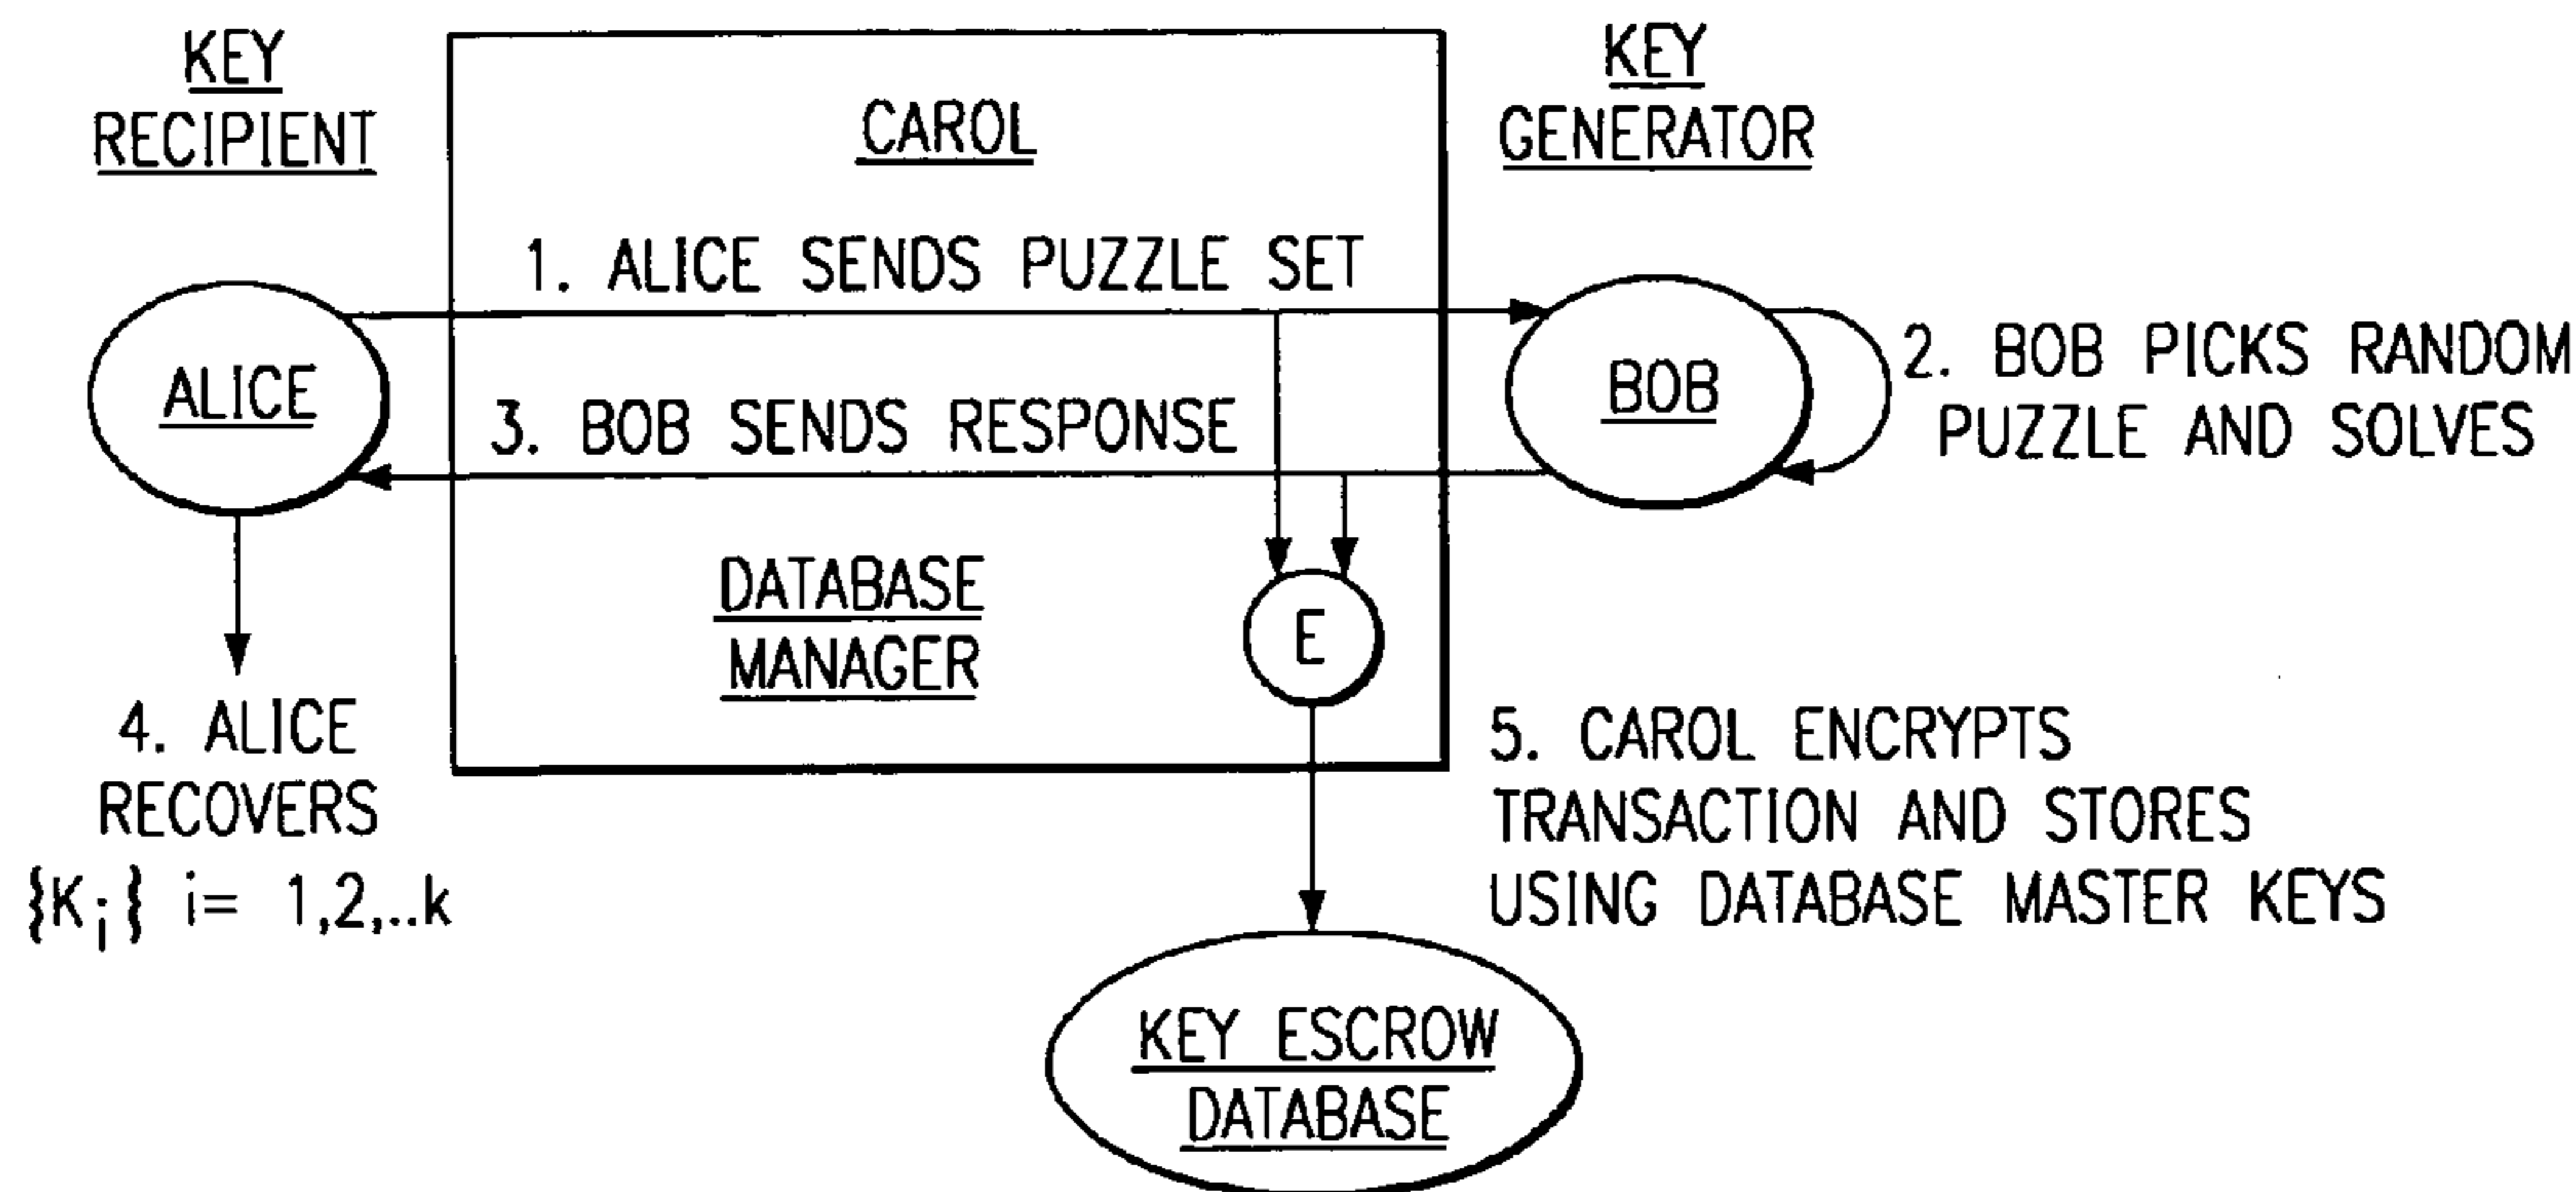 KEY
RECIPIENT
CAROL
KEY
GENERATOR
1. ALICE SENDS PUZZLE SET
ALICE
BOB
2. BOB PICKS RANDOM
PUZZLE AND SOLVES
3. BOB SENDS RESPONSE
DATABASE
MANAGER
E
4. ALICE
RECOVERS
{K_i} i= 1,2,..k
5. CAROL ENCRYPTS
TRANSACTION AND STORES
USING DATABASE MASTER KEYS
KEY ESCROW
DATABASE